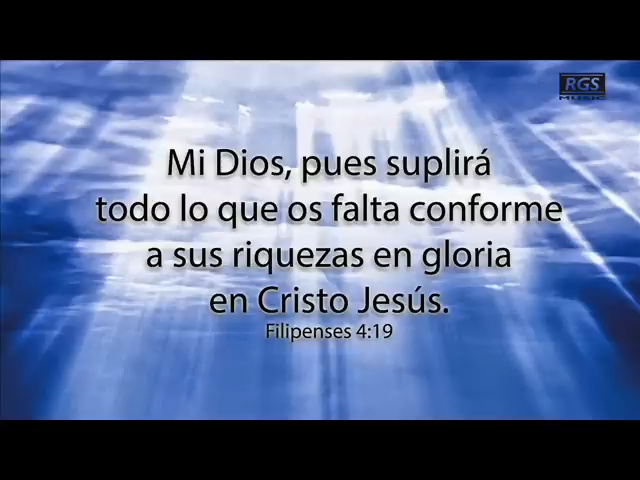 RGS
MUSIC
Mi Dios, pues suplirá
todo lo que os falta conforme
a sus riquezas en gloria
en Cristo Jesús.
Filipenses 4:19